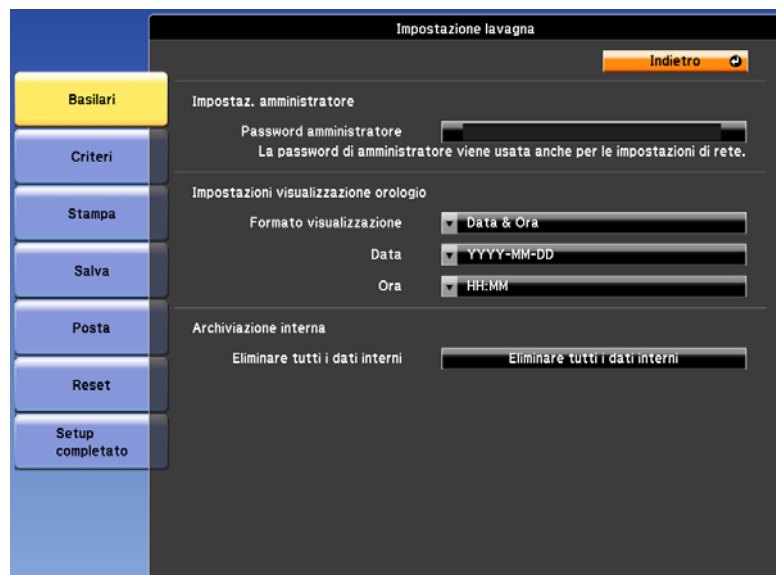 Impostazione lavagna
Indietro
Basilari
Criteri
Stampa
Salva
Posta
Reset
Setup
completato
Impostaz. amministratore
Password amministratore
La password di amministratore viene usata anche per le impostazioni di rete.
Impostazioni visualizzazione orologio
Formato visualizzazione
Data & Ora
Data
YYYY-MM-DD
Ora
HH:MM
Archiviazione interna
Eliminare tutti i dati interni
Eliminare tutti i dati interni